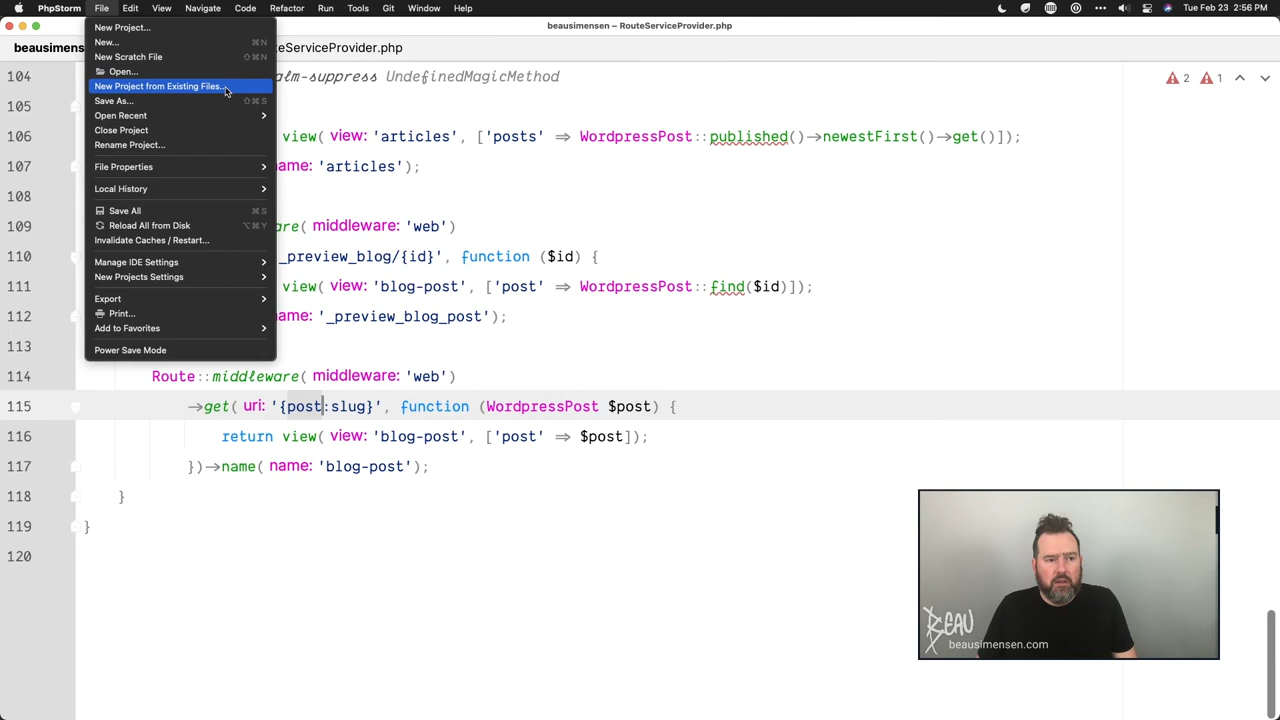 PhpStorm File Edit View Navigate Code Refactor Run Tools Git Window Help Tue Feb 23 2:56 PM
beausimensen – RouteServiceProvider.php
beausimens eServiceProvider.php
New Project...
New... ⌘N
New Scratch File ⇧⌘N
Open...
New Project from Existing Files...
Save As... ⇧⌘S
Open Recent
Close Project
Rename Project...
File Properties
Local History
Save All ⌘S
Reload All from Disk ⌥⌘Y
Invalidate Caches / Restart...
Manage IDE Settings
New Projects Settings
Export
Print...
Add to Favorites
Power Save Mode
104 alm-suppress UndefinedMagicMethod 2 1
105
106 view( view: 'articles', ['posts' => WordpressPost::published()->newestFirst()->get()]);
107 name: 'articles');
108
109 are( middleware: 'web')
110 _preview_blog/{id}', function ($id) {
111 view( view: 'blog-post', ['post' => WordpressPost::find($id)]);
112 name: '_preview_blog_post');
113
114 Route::middleware( middleware: 'web')
115 ->get( uri: '{post:slug}', function (WordpressPost $post) {
116 return view( view: 'blog-post', ['post' => $post]);
117 })->name( name: 'blog-post');
118 }
119 }
120
BEAU
beausimensen.com